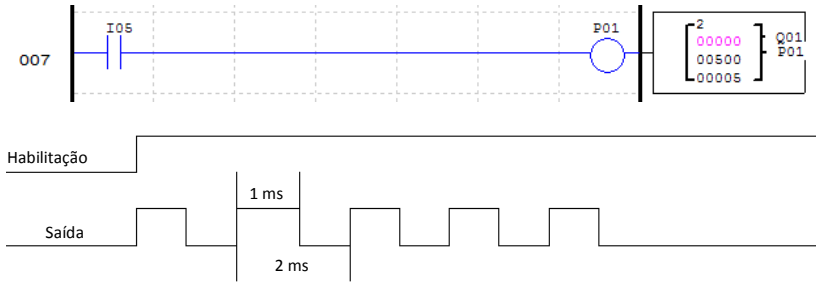 007
I05
P01
2
00000
00500
00005
Q01
P01
Habilitação
1 ms
Saída
2 ms